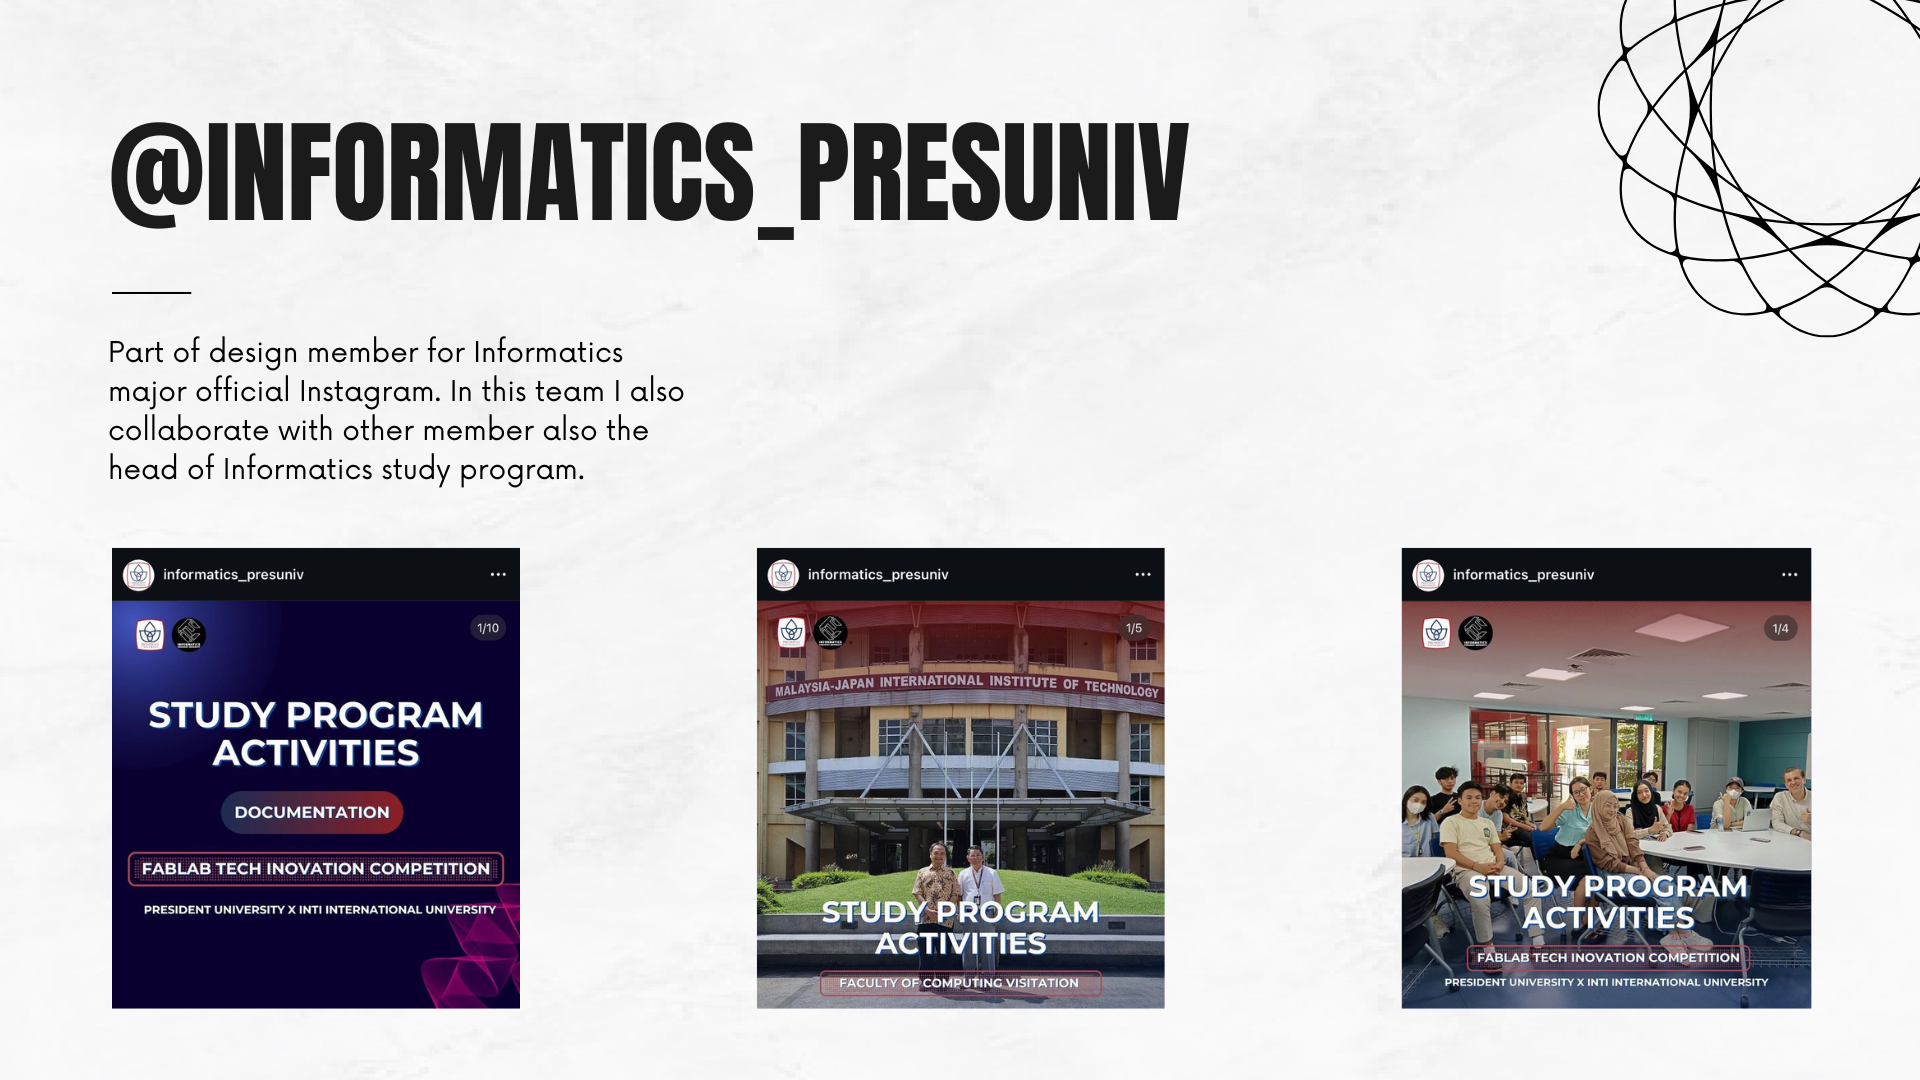 @INFORMATICS_PRESUNIV
Part of design member for Informatics
major official Instagram. In this team I also
collaborate with other member also the
head of Informatics study program.
informatics_presuniv
1/10
STUDY PROGRAM
ACTIVITIES
DOCUMENTATION
FABLAB TECH INOVATION COMPETITION
PRESIDENT UNIVERSITY X INTI INTERNATIONAL UNIVERSITY
informatics_presuniv
1/5
MALAYSIA-JAPAN INTERNATIONAL INSTITUTE OF TECHNOLOGY
STUDY PROGRAM
ACTIVITIES
FACULTY OF COMPUTING VISITATION
informatics_presuniv
1/4
STUDY PROGRAM
ACTIVITIES
FABLAB TECH INOVATION COMPETITION
PRESIDENT UNIVERSITY X INTI INTERNATIONAL UNIVERSITY